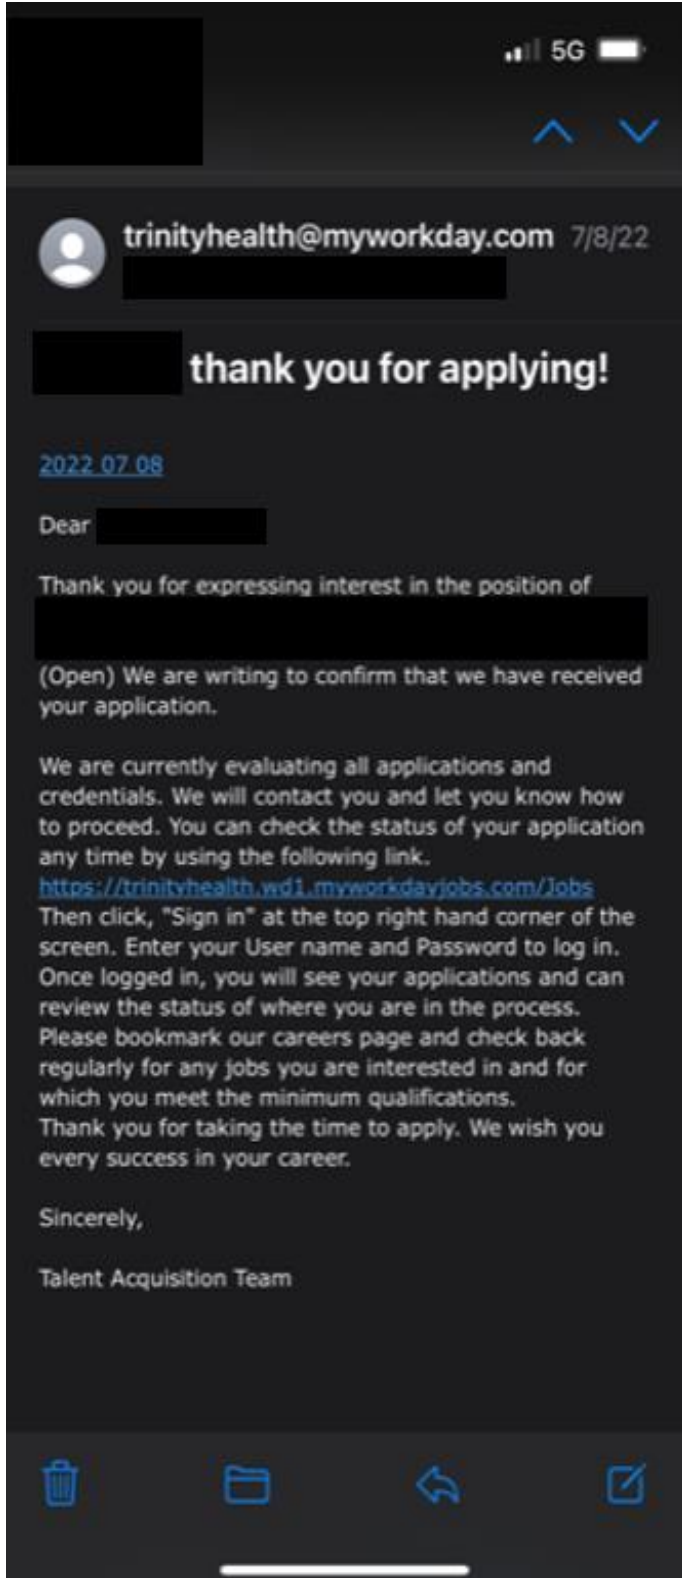 5G
trinityhealth@myworkday.com 7/8/22
thank you for applying!
2022 07 08
Dear
Thank you for expressing interest in the position of
(Open) We are writing to confirm that we have received
your application.
We are currently evaluating all applications and
credentials. We will contact you and let you know how
to proceed. You can check the status of your application
any time by using the following link.
https://trinityhealth.wd1.myworkdayjobs.com/Jobs
Then click, "Sign in" at the top right hand corner of the
screen. Enter your User name and Password to log in.
Once logged in, you will see your applications and can
review the status of where you are in the process.
Please bookmark our careers page and check back
regularly for any jobs you are interested in and for
which you meet the minimum qualifications.
Thank you for taking the time to apply. We wish you
every success in your career.
Sincerely,
Talent Acquisition Team